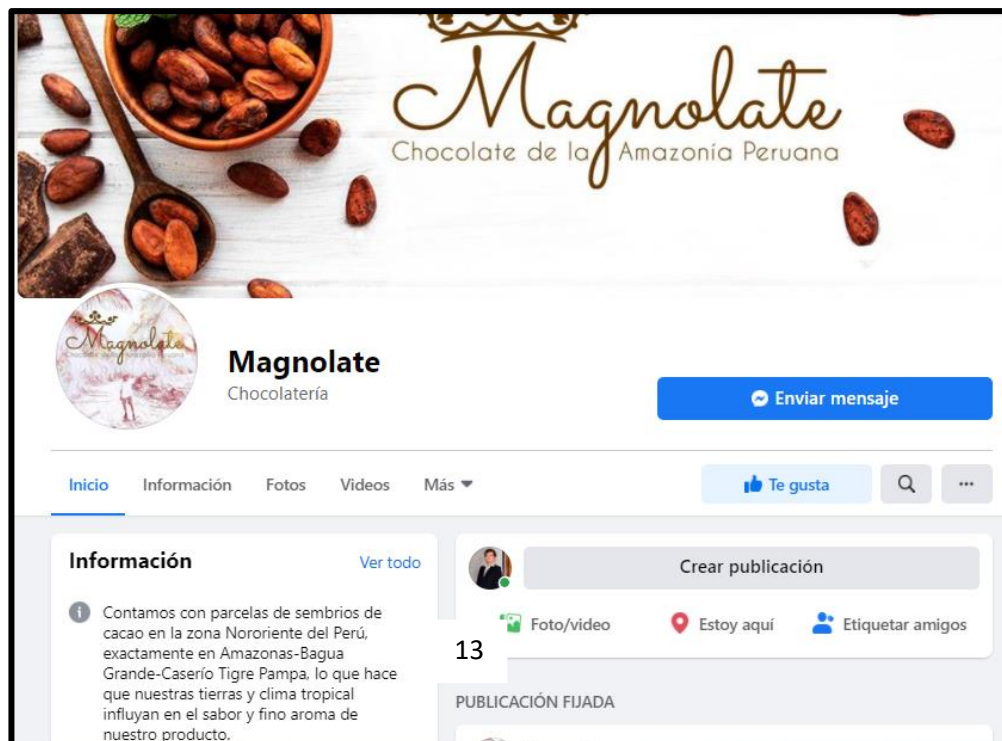 Magnolate
Chocolate de la Amazonía Peruana
Magnolate
Magnolate
Chocolatería
Enviar mensaje
Inicio Información Fotos Videos Más
Te gusta
Información Ver todo
Contamos con parcelas de sembrios de
cacao en la zona Nororiente del Perú,
exactamente en Amazonas-Bagua
Grande-Caserío Tigre Pampa, lo que hace
que nuestras tierras y clima tropical
influyan en el sabor y fino aroma de
nuestro producto.
Crear publicación
Foto/video Estoy aquí Etiquetar amigos
13
PUBLICACIÓN FIJADA